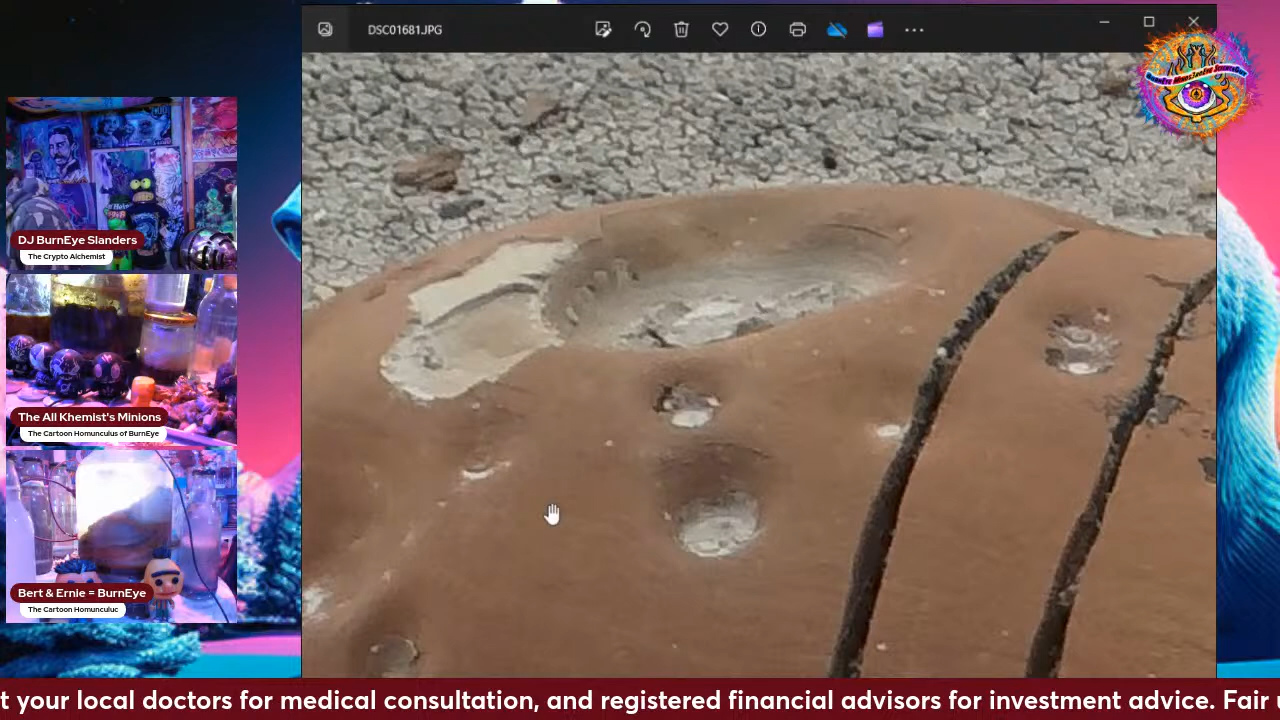 DSC01681.JPG
DJ BurnEye Slanders
The Crypto Alchemist
The All Khemist's Minions
The Cartoon Homunculus of BurnEye
Bert & Ernie = BurnEye
The Cartoon Homunculuc
t your local doctors for medical consultation, and registered financial advisors for investment advice. Fair